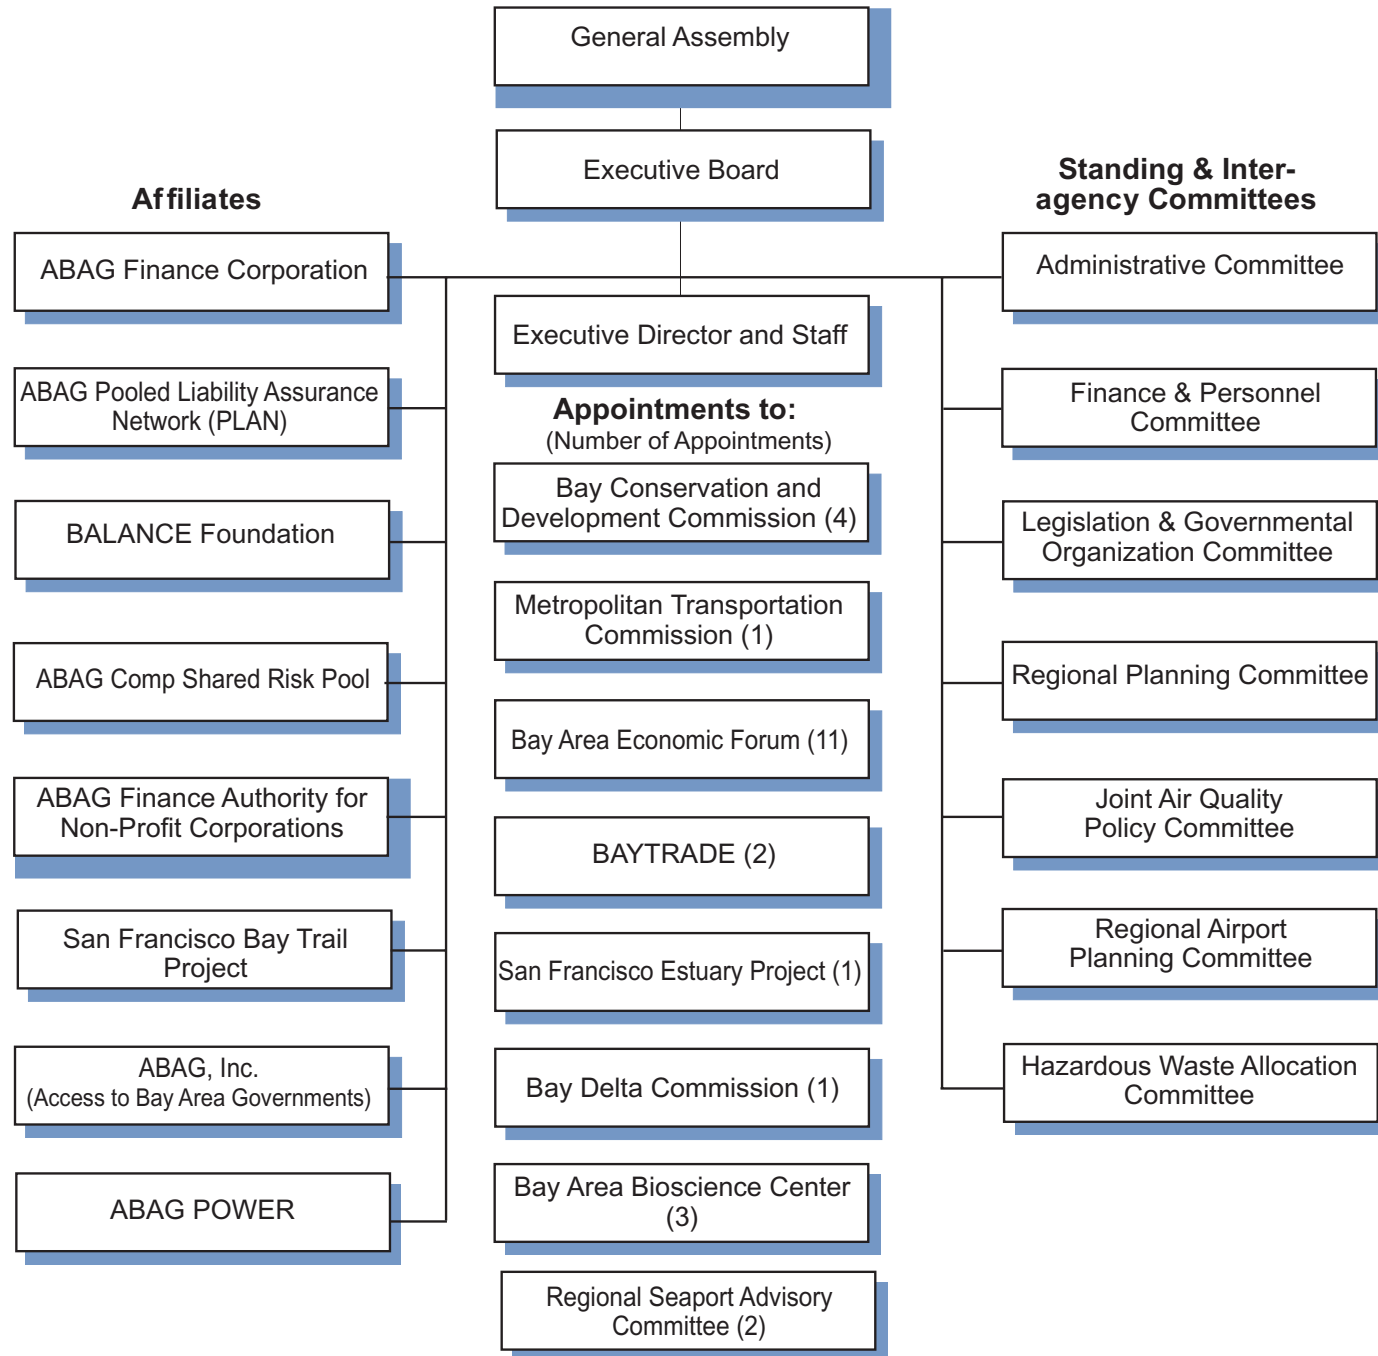 General Assembly
Executive Board
Affiliates
ABAG Finance Corporation
ABAG Pooled Liability Assurance
Network (PLAN)
BALANCE Foundation
ABAG Comp Shared Risk Pool
ABAG Finance Authority for
Non-Profit Corporations
San Francisco Bay Trail
Project
ABAG, Inc.
(Access to Bay Area Governments)
ABAG POWER
Executive Director and Staff
Appointments to:
(Number of Appointments)
Bay Conservation and
Development Commission (4)
Metropolitan Transportation
Commission (1)
Bay Area Economic Forum (11)
BAYTRADE (2)
San Francisco Estuary Project (1)
Bay Delta Commission (1)
Bay Area Bioscience Center
(3)
Regional Seaport Advisory
Committee (2)
Standing & Inter-
agency Committees
Administrative Committee
Finance & Personnel
Committee
Legislation & Governmental
Organization Committee
Regional Planning Committee
Joint Air Quality
Policy Committee
Regional Airport
Planning Committee
Hazardous Waste Allocation
Committee